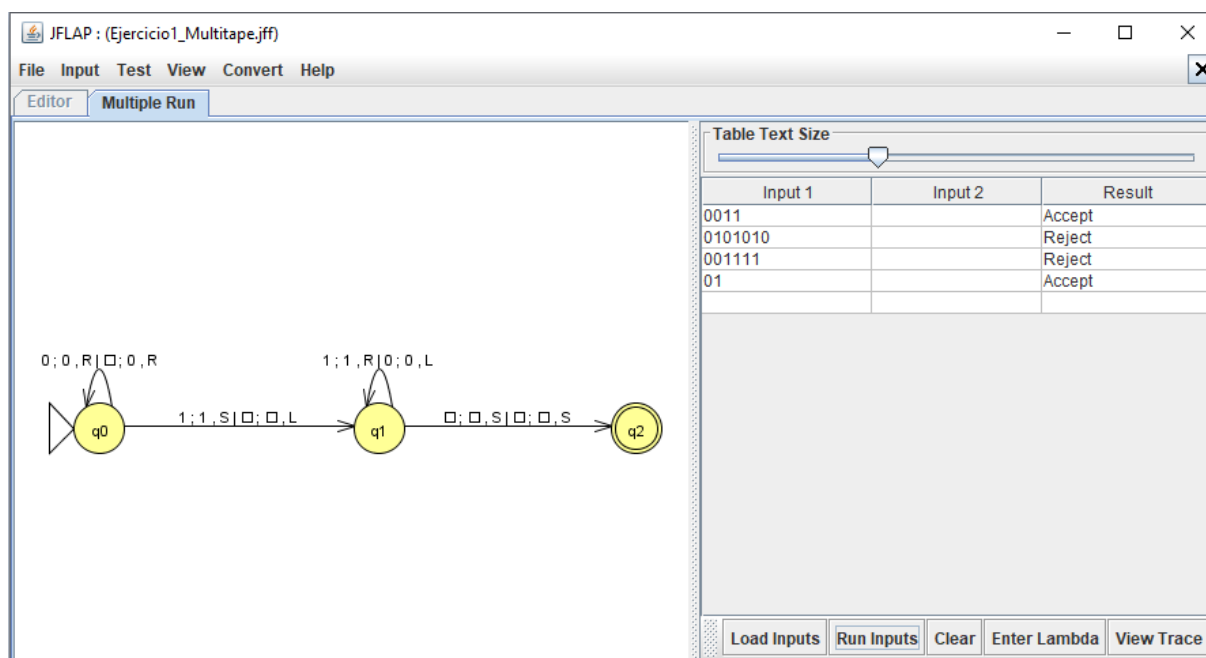 JFLAP : (Ejercicio1_Multitape.jff)
File Input Test View Convert Help
Editor Multiple Run
Table Text Size
Input 1 Input 2 Result
0011 Accept
0101010 Reject
001111 Reject
01 Accept
0 ; 0 , R | □ ; 0 , R
1 ; 1 , R | 0 ; 0 , L
1 ; 1 , S | □ ; □ , L
□ ; □ , S | □ ; □ , S
q0 q1 q2
Load Inputs Run Inputs Clear Enter Lambda View Trace